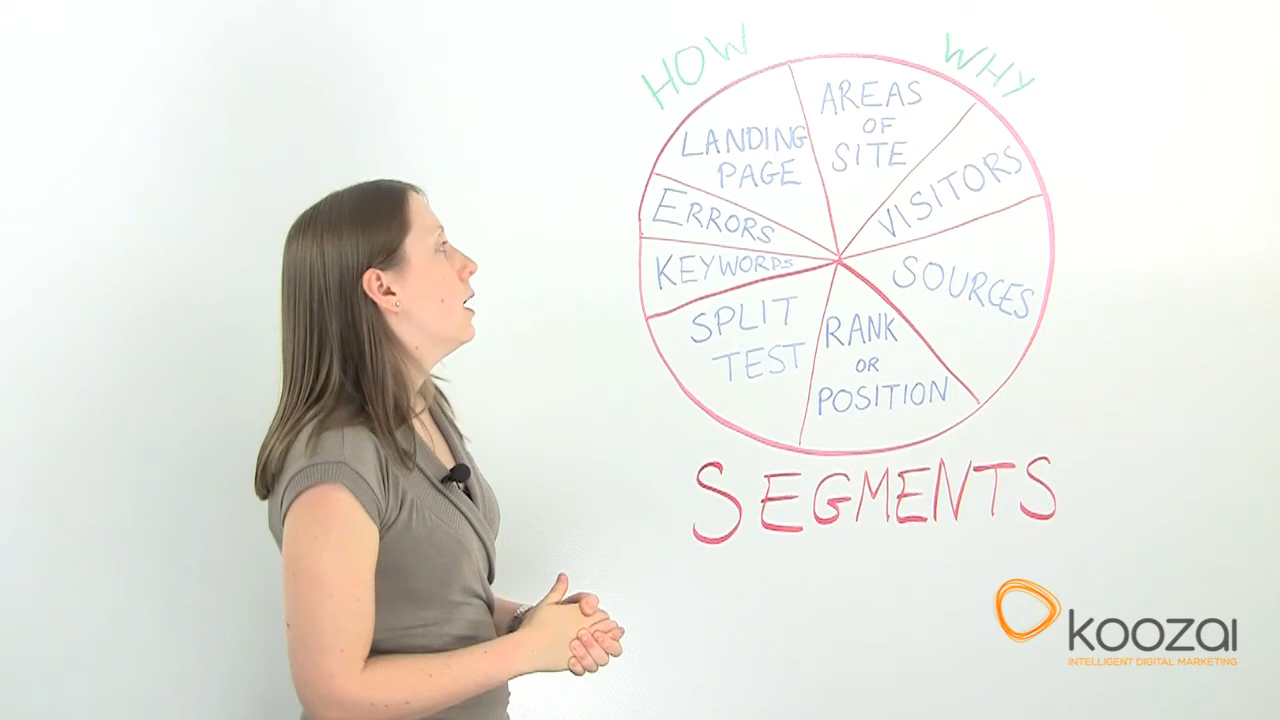 HOW
WHY
AREAS
OF
SITE
VISITORS
SOURCES
RANK
OR
POSITION
SPLIT
TEST
KEYWORDS
ERRORS
LANDING
PAGE
SEGMENTS
koozai
INTELLIGENT DIGITAL MARKETING